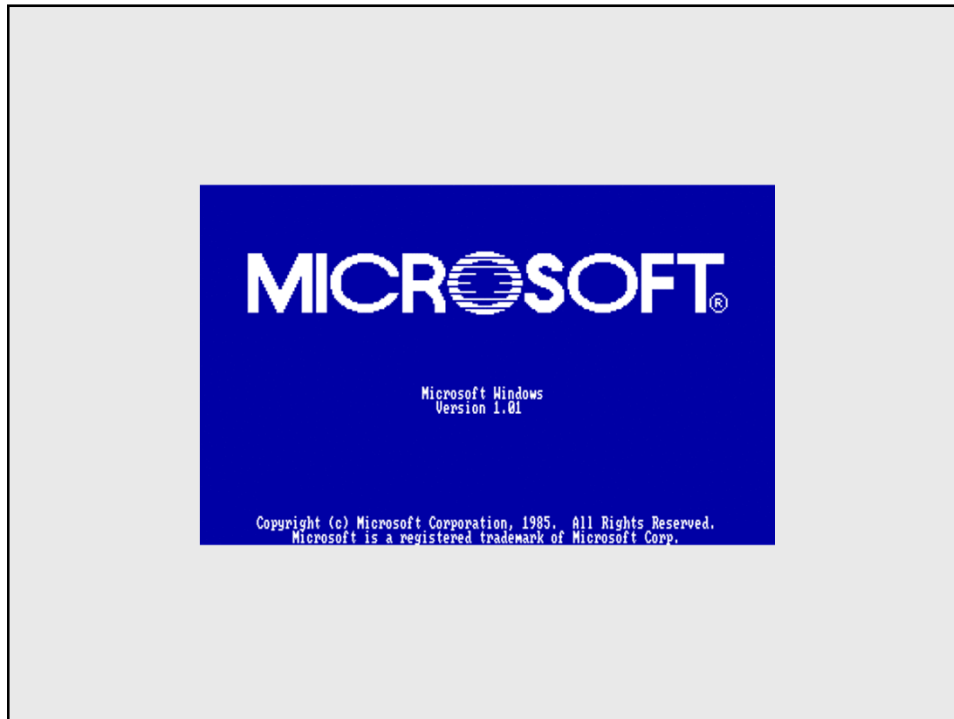 MICROSOFT®
Microsoft Windows
Version 1.01
Copyright (c) Microsoft Corporation, 1985.  All Rights Reserved.
Microsoft is a registered trademark of Microsoft Corp.